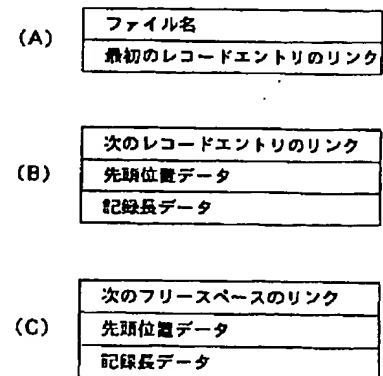 (A)
ファイル名
最初のレコードエントリのリンク
(B)
次のレコードエントリのリンク
先頭位置データ
記録長データ
(C)
次のフリースペースのリンク
先頭位置データ
記録長データ